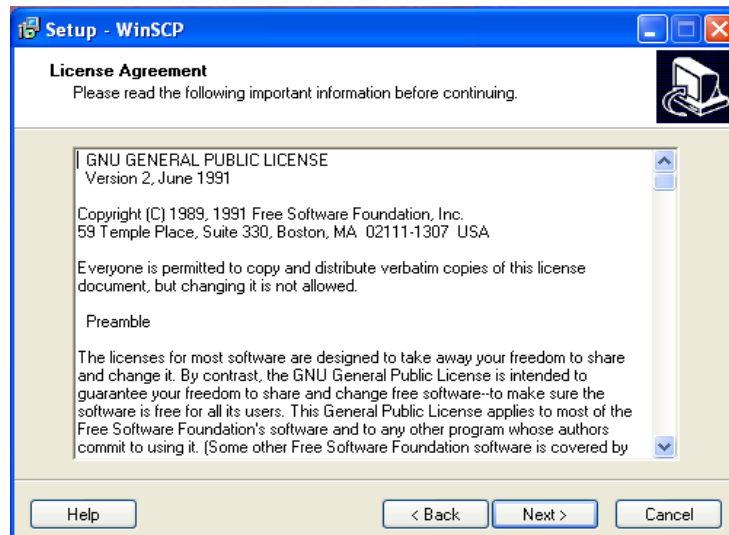 Setup - WinSCP
License Agreement
Please read the following important information before continuing.
GNU GENERAL PUBLIC LICENSE
Version 2, June 1991
Copyright (C) 1989, 1991 Free Software Foundation, Inc.
59 Temple Place, Suite 330, Boston, MA  02111-1307  USA
Everyone is permitted to copy and distribute verbatim copies of this license
document, but changing it is not allowed.
Preamble
The licenses for most software are designed to take away your freedom to share
and change it. By contrast, the GNU General Public License is intended to
guarantee your freedom to share and change free software--to make sure the
software is free for all its users. This General Public License applies to most of the
Free Software Foundation's software and to any other program whose authors
commit to using it. (Some other Free Software Foundation software is covered by
Help
< Back
Next >
Cancel